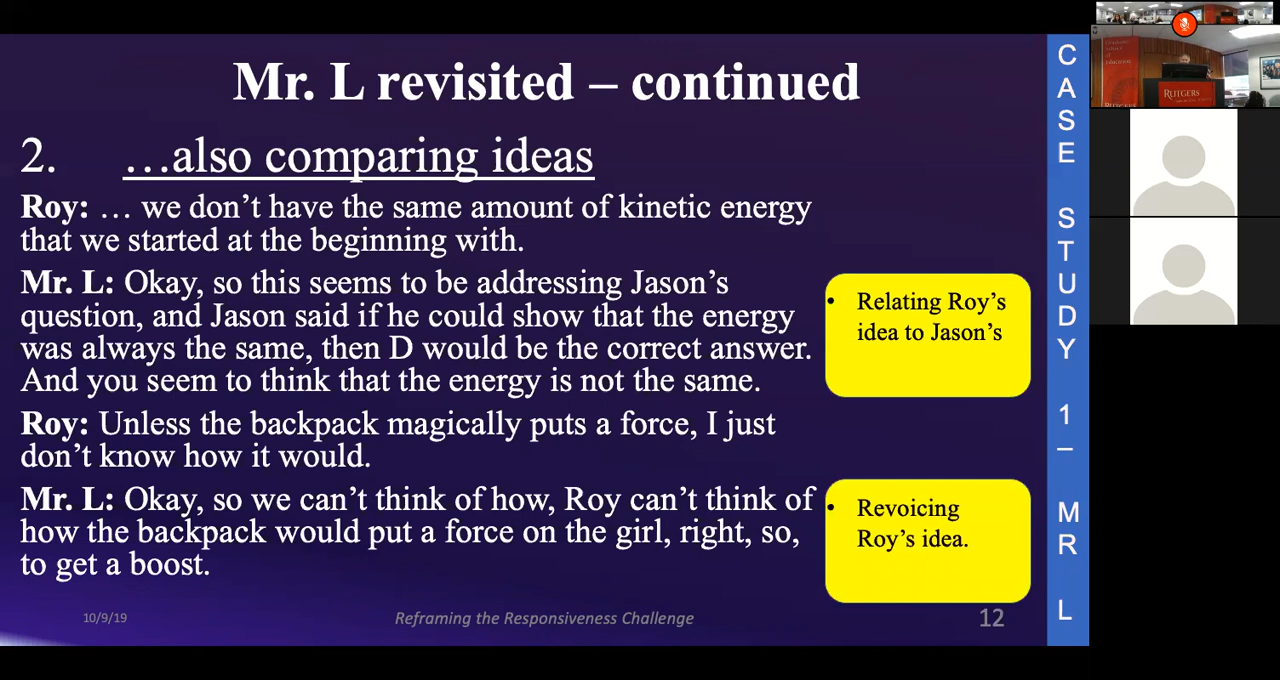 Mr. L revisited – continued
2. …also comparing ideas
Roy: … we don’t have the same amount of kinetic energy
that we started at the beginning with.
Mr. L: Okay, so this seems to be addressing Jason’s
question, and Jason said if he could show that the energy
was always the same, then D would be the correct answer.
And you seem to think that the energy is not the same.
• Relating Roy’s
idea to Jason’s
Roy: Unless the backpack magically puts a force, I just
don’t know how it would.
Mr. L: Okay, so we can’t think of how, Roy can’t think of
how the backpack would put a force on the girl, right, so,
to get a boost.
• Revoicing
Roy’s idea.
10/9/19
Reframing the Responsiveness Challenge
12
CASE STUDY 1 – MR L
RUTGERS